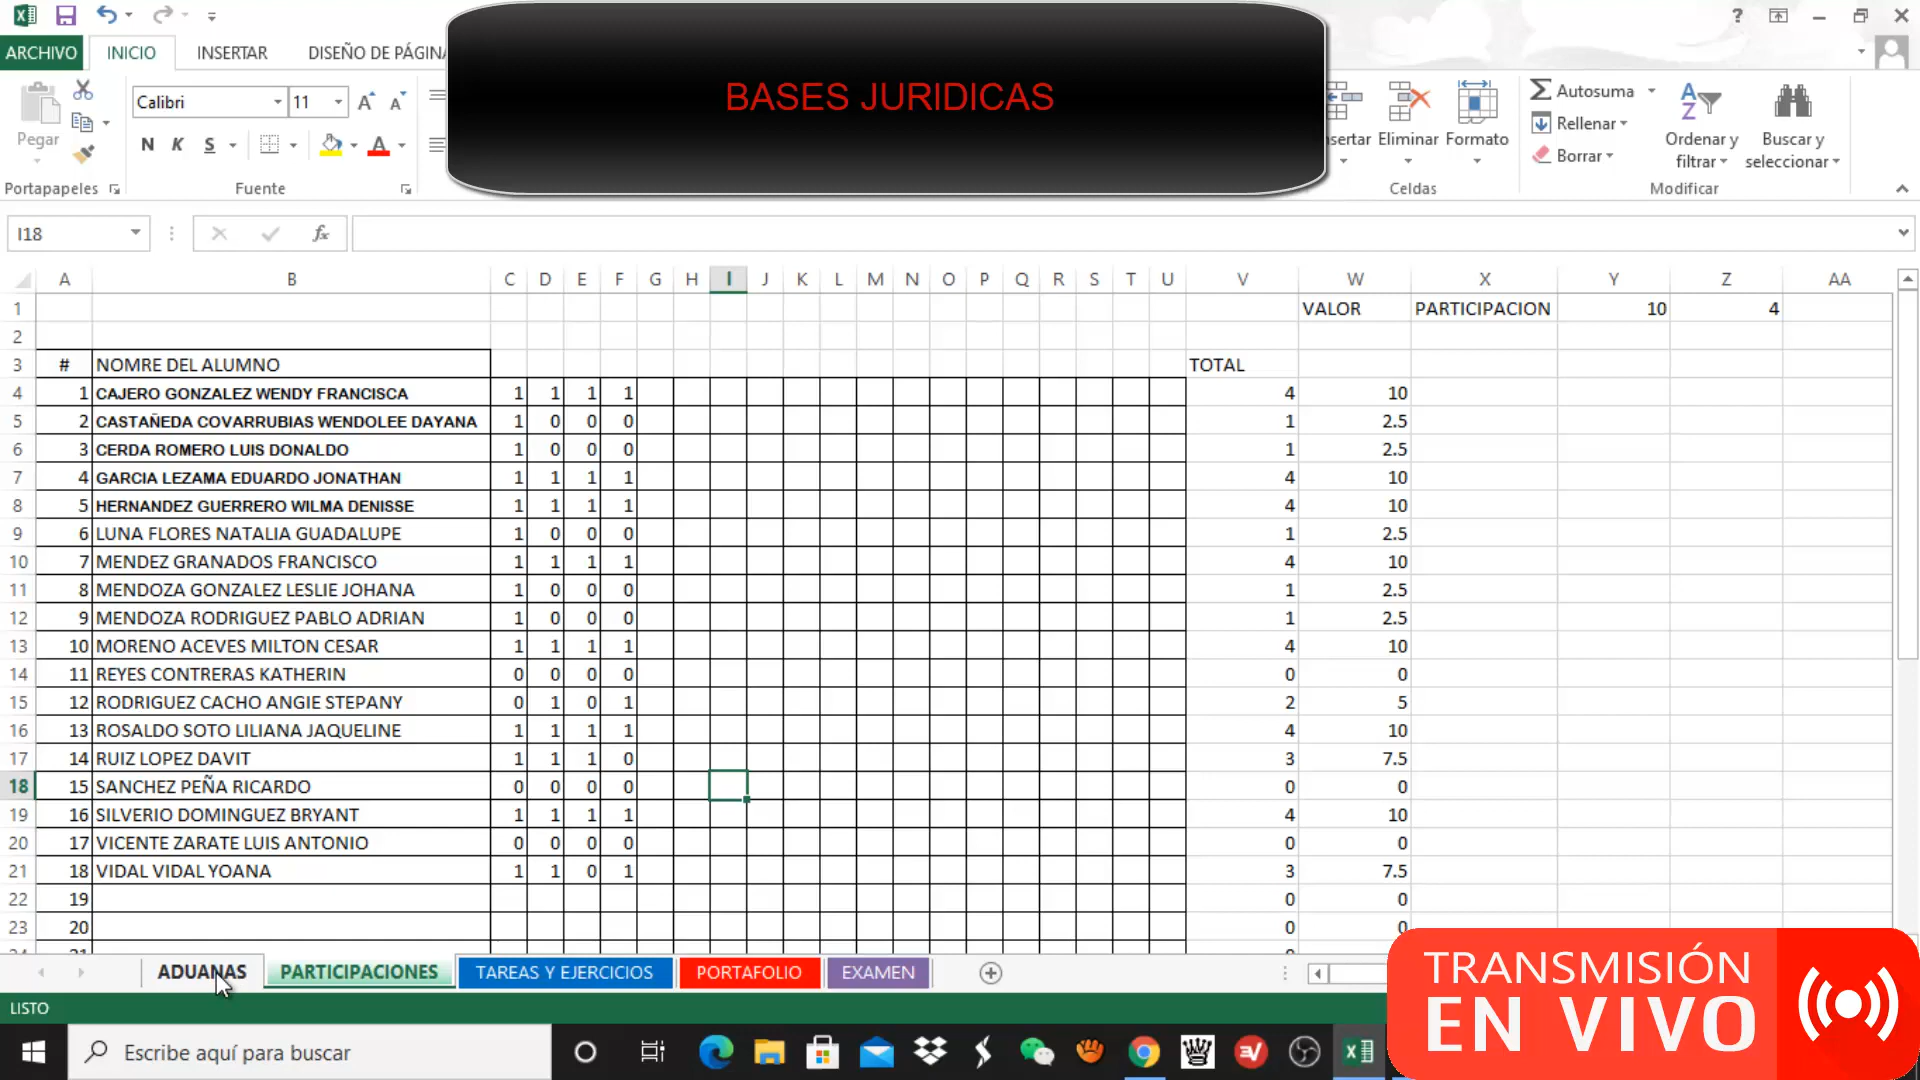 ARCHIVO INICIO INSERTAR DISEÑO DE PÁGINA
BASES JURIDICAS
?
Pegar
Portapapeles
Calibri 11
N K S A
Fuente
Insertar Eliminar Formato
Celdas
Autosuma
Rellenar
Borrar
Ordenar y filtrar
Buscar y seleccionar
Modificar
I18 fx
A B C D E F G H I J K L M N O P Q R S T U V W X Y Z AA
1 VALOR PARTICIPACION 10 4
2
3 # NOMRE DEL ALUMNO TOTAL
4 1 CAJERO GONZALEZ WENDY FRANCISCA 1 1 1 1 4 10
5 2 CASTAÑEDA COVARRUBIAS WENDOLEE DAYANA 1 0 0 0 1 2.5
6 3 CERDA ROMERO LUIS DONALDO 1 0 0 0 1 2.5
7 4 GARCIA LEZAMA EDUARDO JONATHAN 1 1 1 1 4 10
8 5 HERNANDEZ GUERRERO WILMA DENISSE 1 1 1 1 4 10
9 6 LUNA FLORES NATALIA GUADALUPE 1 0 0 0 1 2.5
10 7 MENDEZ GRANADOS FRANCISCO 1 1 1 1 4 10
11 8 MENDOZA GONZALEZ LESLIE JOHANA 1 0 0 0 1 2.5
12 9 MENDOZA RODRIGUEZ PABLO ADRIAN 1 0 0 0 1 2.5
13 10 MORENO ACEVES MILTON CESAR 1 1 1 1 4 10
14 11 REYES CONTRERAS KATHERIN 0 0 0 0 0 0
15 12 RODRIGUEZ CACHO ANGIE STEPANY 0 1 0 1 2 5
16 13 ROSALDO SOTO LILIANA JAQUELINE 1 1 1 1 4 10
17 14 RUIZ LOPEZ DAVIT 1 1 1 0 3 7.5
18 15 SANCHEZ PEÑA RICARDO 0 0 0 0 0 0
19 16 SILVERIO DOMINGUEZ BRYANT 1 1 1 1 4 10
20 17 VICENTE ZARATE LUIS ANTONIO 0 0 0 0 0 0
21 18 VIDAL VIDAL YOANA 1 1 0 1 3 7.5
22 19 0 0
23 20 0 0
ADUANAS PARTICIPACIONES TAREAS Y EJERCICIOS PORTAFOLIO EXAMEN
LISTO
Escribe aquí para buscar
TRANSMISIÓN
EN VIVO